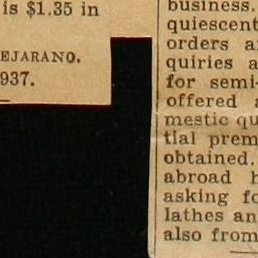 is $1.35 in
EJARANO.
937.
business.
quiescent
orders a
quiries a
for semi-
offered a
mestic qu
tial prem
obtained.
abroad h
asking fo
lathes an
also from